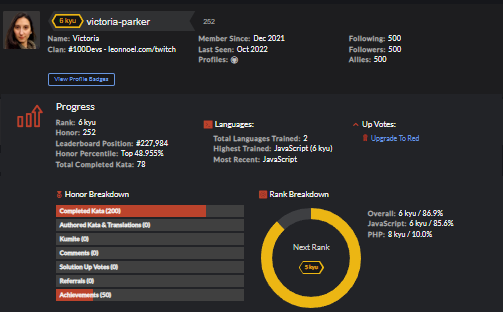 6 kyu victoria-parker 252
Name: Victoria
Clan: #100Devs - leonnoel.com/twitch
Member Since: Dec 2021
Last Seen: Oct 2022
Profiles:
Following: 500
Followers: 500
Allies: 500
View Profile Badges
Progress
Rank: 6 kyu
Honor: 252
Leaderboard Position: #227,984
Honor Percentile: Top 48.955%
Total Completed Kata: 78
Languages:
Total Languages Trained: 2
Highest Trained: JavaScript (6 kyu)
Most Recent: JavaScript
Up Votes:
Upgrade To Red
Honor Breakdown
Completed Kata (200)
Authored Kata & Translations (0)
Kumite (0)
Comments (0)
Solution Up Votes (0)
Referrals (0)
Achievements (50)
Rank Breakdown
Next Rank
5 kyu
Overall: 6 kyu / 86.9%
JavaScript: 6 kyu / 85.6%
PHP: 8 kyu / 10.0%